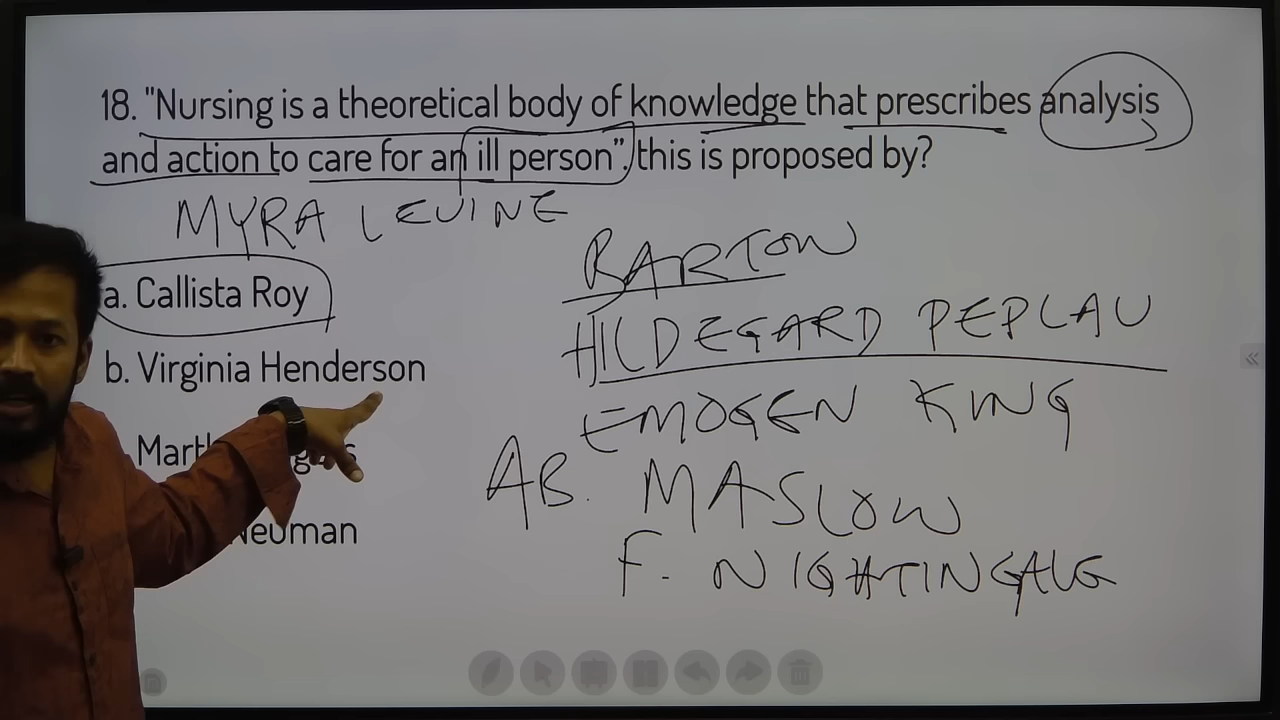 18. "Nursing is a theoretical body of knowledge that prescribes analysis
and action to care for an ill person". this is proposed by?
MYRA LEVINE
BARTON
a. Callista Roy
HILDEGARD PEPLAU
b. Virginia Henderson
EMOGEN KING
AB. MASLOW
Neuman
F. NIGHTINGALE